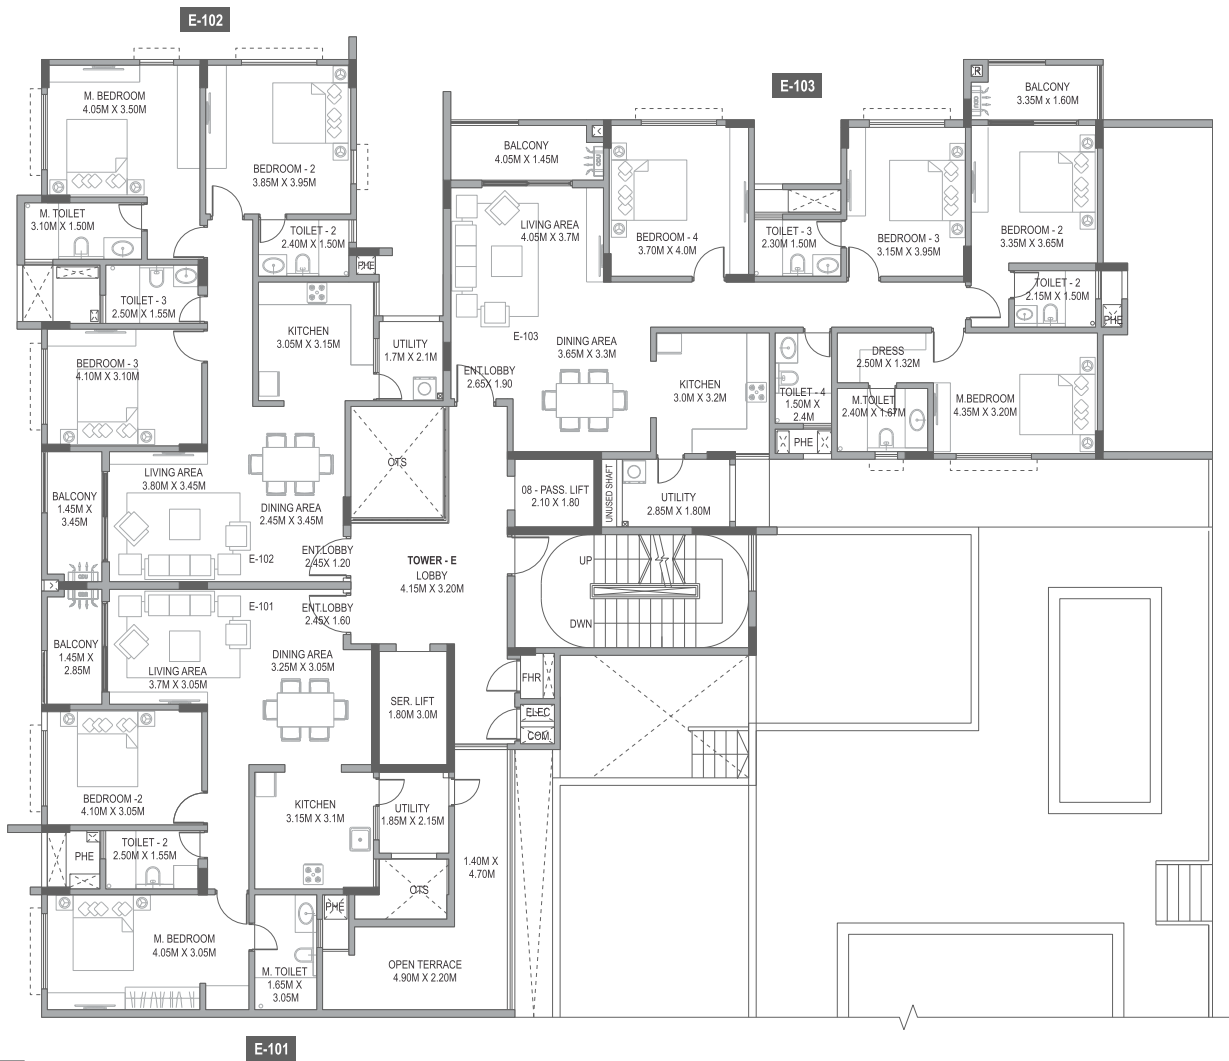 E-102
M. BEDROOM
4.05M X 3.50M
BEDROOM - 2
3.85M X 3.95M
M. TOILET
3.10M X 1.50M
TOILET - 2
2.40M X 1.50M
PHE
TOILET - 3
2.50M X 1.55M
KITCHEN
3.05M X 3.15M
UTILITY
1.7M X 2.1M
BEDROOM - 3
4.10M X 3.10M
LIVING AREA
3.80M X 3.45M
BALCONY
1.45M X
3.45M
DINING AREA
2.45M X 3.45M
E-102
ENT.LOBBY
2.45X 1.20
OTS
E-103
BALCONY
3.35M x 1.60M
R
BALCONY
4.05M X 1.45M
LIVING AREA
4.05M X 3.7M
BEDROOM - 4
3.70M X 4.0M
TOILET - 3
2.30M 1.50M
BEDROOM - 3
3.15M X 3.95M
BEDROOM - 2
3.35M X 3.65M
TOILET - 2
2.15M X 1.50M
PHE
E-103
DINING AREA
3.65M X 3.3M
ENT.LOBBY
2.65X 1.90
KITCHEN
3.0M X 3.2M
TOILET - 4
1.50M X
2.4M
DRESS
2.50M X 1.32M
M.TOILET
2.40M X 1.67M
M.BEDROOM
4.35M X 3.20M
PHE
08 - PASS. LIFT
2.10 X 1.80
UNUSED SHAFT
UTILITY
2.85M X 1.80M
TOWER - E
LOBBY
4.15M X 3.20M
UP
DWN
E-101
ENT.LOBBY
2.45X 1.60
BALCONY
1.45M X
2.85M
LIVING AREA
3.7M X 3.05M
DINING AREA
3.25M X 3.05M
SER. LIFT
1.80M 3.0M
FHR
ELEC
COM.
BEDROOM -2
4.10M X 3.05M
KITCHEN
3.15M X 3.1M
UTILITY
1.85M X 2.15M
TOILET - 2
2.50M X 1.55M
PHE
1.40M X
4.70M
OTS
PHE
M. BEDROOM
4.05M X 3.05M
M. TOILET
1.65M X
3.05M
OPEN TERRACE
4.90M X 2.20M
E-101